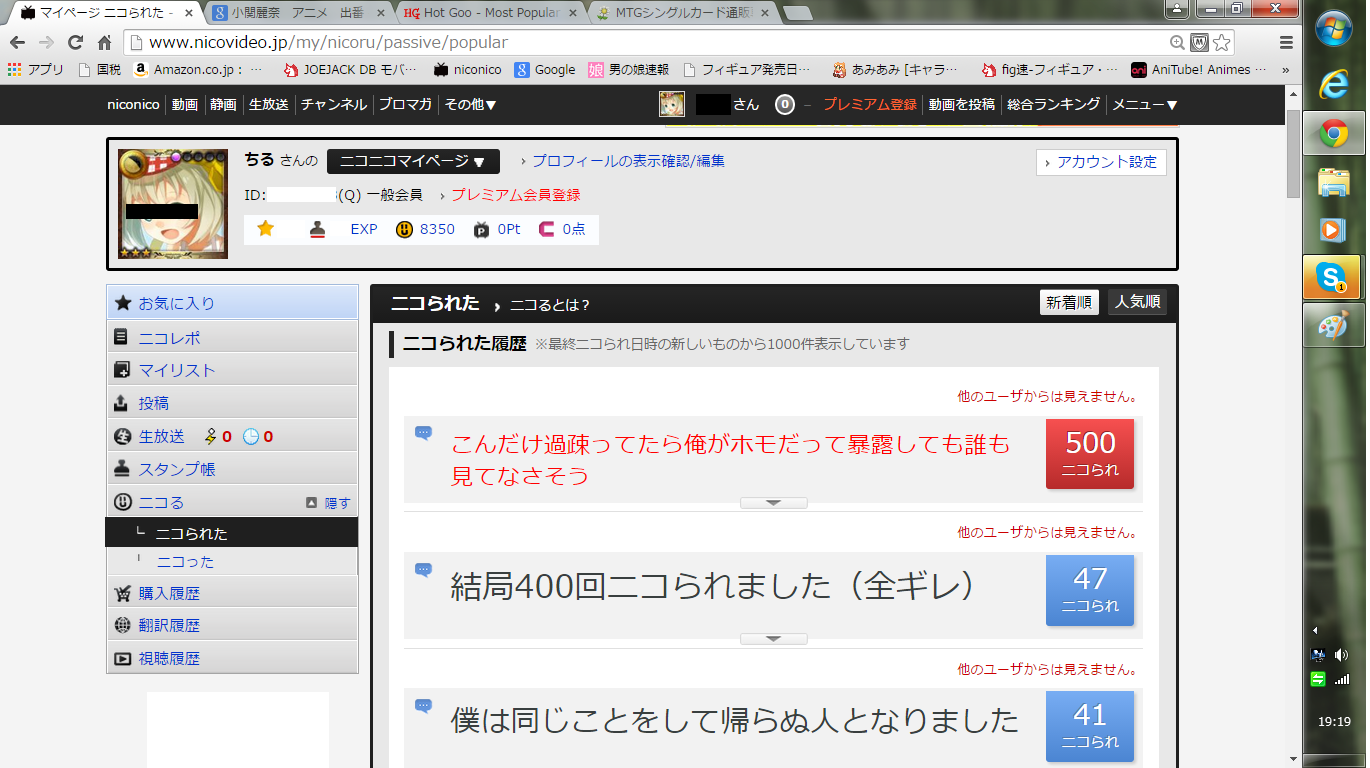 マイページ ニコられた -
小関麗奈 アニメ 出番
HG Hot Goo - Most Popular
MTGシングルカード通販
www.nicovideo.jp/my/nicoru/passive/popular
アプリ 国税 Amazon.co.jp： … JOEJACK DB モバ… niconico Google 娘 男の娘速報 フィギュア発売日… あみあみ [キャラ… fig速-フィギュア・… ani AniTube! Animes … »
niconico 動画 静画 生放送 チャンネル ブロマガ その他▼ さん 0 － プレミアム登録 動画を投稿 総合ランキング メニュー▼
ちる さんの ニコニコマイページ ▼ › プロフィールの表示確認/編集 › アカウント設定
ID: (Q) 一般会員 › プレミアム会員登録
EXP 8350 0Pt 0点
お気に入り
ニコレポ
マイリスト
投稿
生放送 0 0
スタンプ帳
ニコる 隠す
└ ニコられた
ニコった
購入履歴
翻訳履歴
視聴履歴
ニコられた › ニコるとは？ 新着順 人気順
ニコられた履歴 ※最終ニコられ日時の新しいものから1000件表示しています
他のユーザからは見えません。
こんだけ過疎ってたら俺がホモだって暴露しても誰も
見てなさそう
500
ニコられ
他のユーザからは見えません。
結局400回ニコられました（全ギレ）
47
ニコられ
他のユーザからは見えません。
僕は同じことをして帰らぬ人となりました
41
ニコられ
19:19